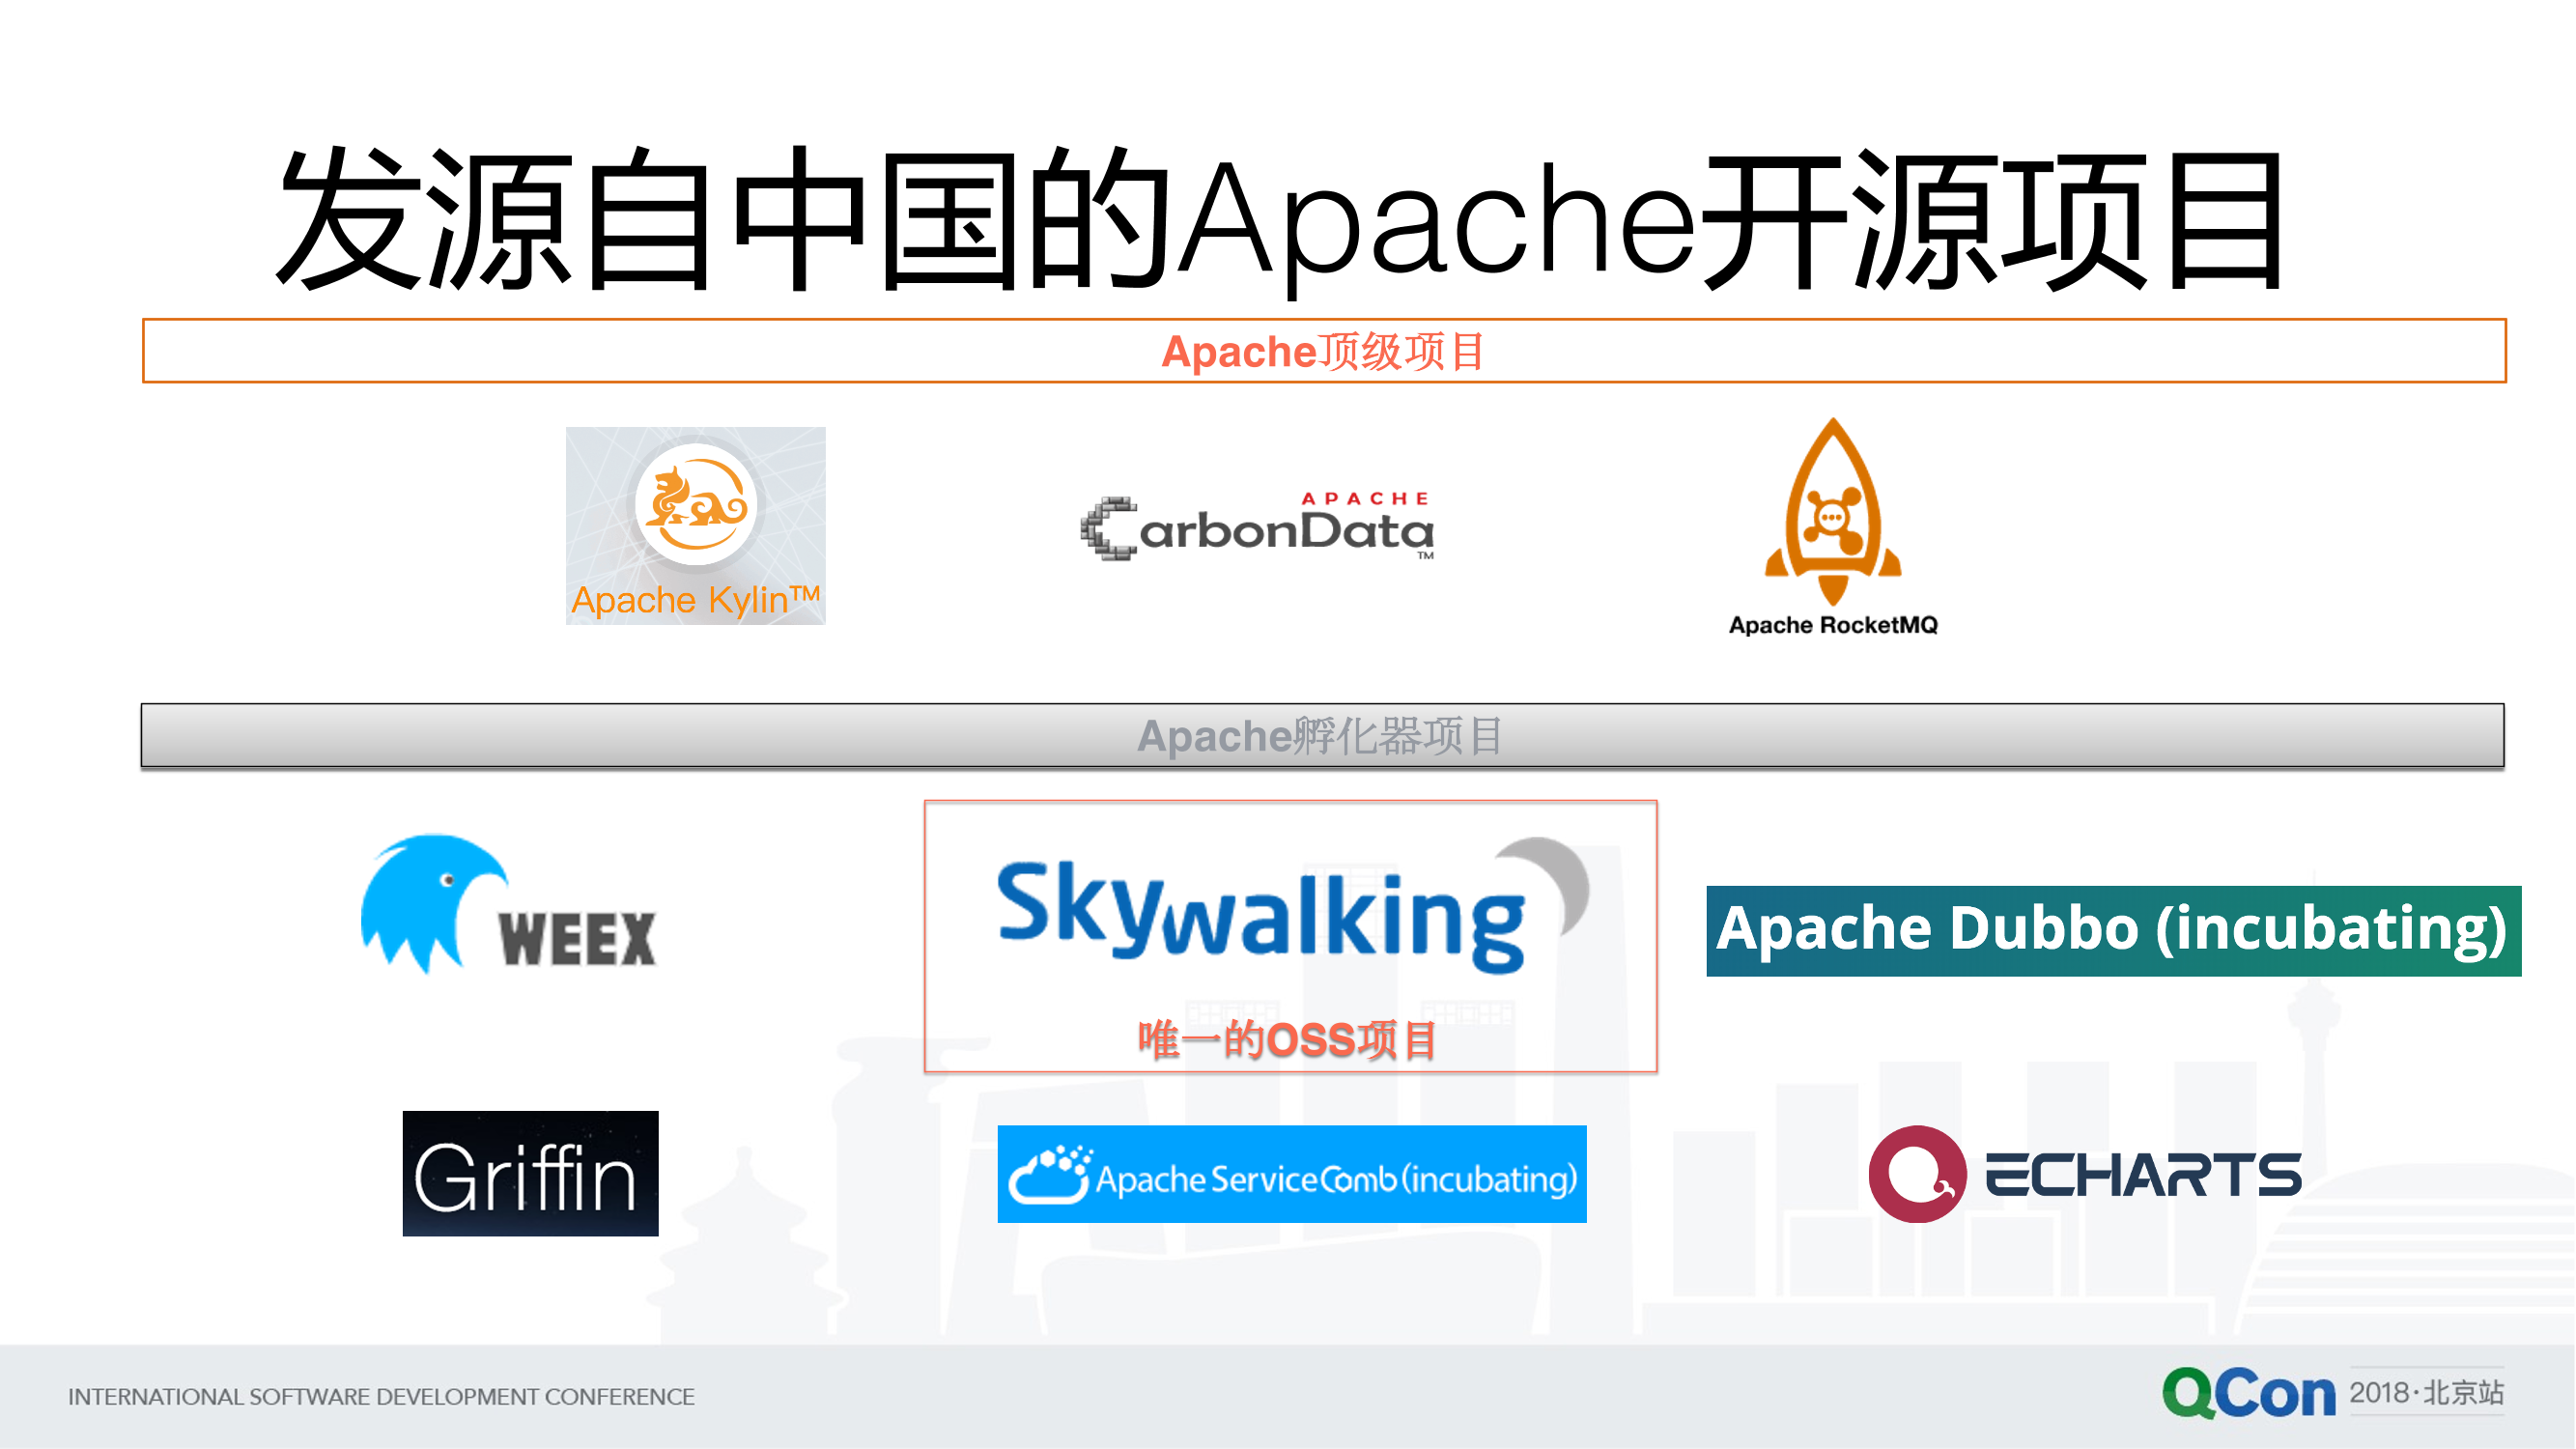 发源自中国的Apache开源项目
Apache顶级项目
Apache Kylin™
APACHE
CarbonData™
Apache RocketMQ
Apache孵化器项目
WEEX
Skywalking
唯一的OSS项目
Apache Dubbo (incubating)
Griffin
Apache ServiceComb (incubating)
ECHARTS
INTERNATIONAL SOFTWARE DEVELOPMENT CONFERENCE
QCon 2018·北京站